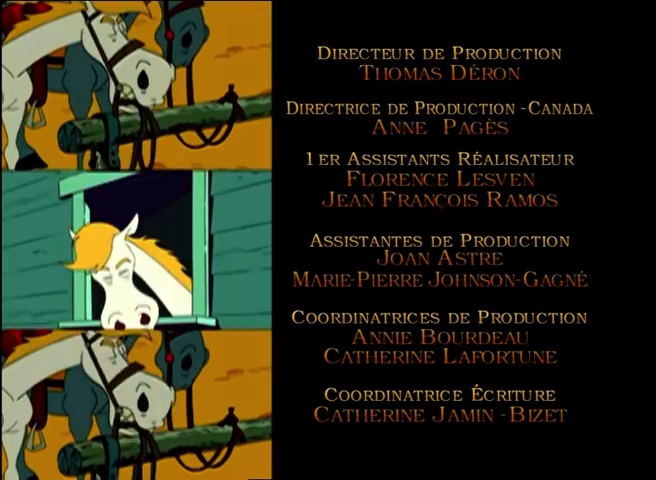 DIRECTEUR DE PRODUCTION
THOMAS DÉRON
DIRECTRICE DE PRODUCTION - CANADA
ANNE PAGÈS
1ER ASSISTANTS RÉALISATEUR
FLORENCE LESVEN
JEAN FRANÇOIS RAMOS
ASSISTANTES DE PRODUCTION
JOAN ASTRE
MARIE-PIERRE JOHNSON-GAGNÉ
COORDINATRICES DE PRODUCTION
ANNIE BOURDEAU
CATHERINE LAFORTUNE
COORDINATRICE ÉCRITURE
CATHERINE JAMIN - BIZET